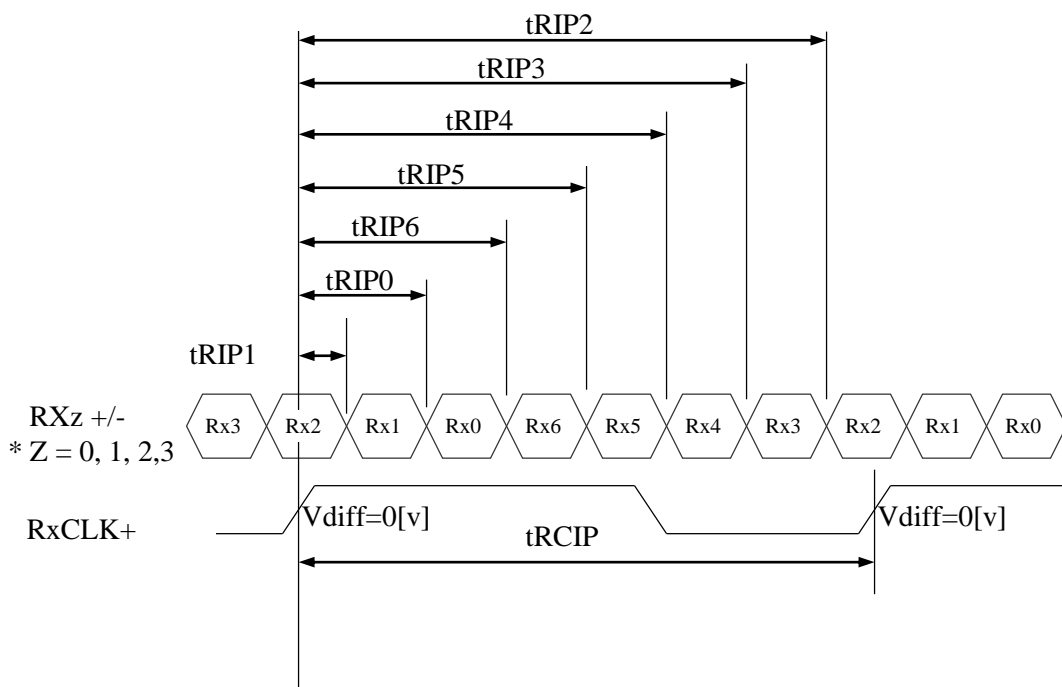 tRIP2
tRIP3
tRIP4
tRIP5
tRIP6
tRIP0
tRIP1
RXz +/-
* Z = 0, 1, 2,3
Rx3 Rx2 Rx1 Rx0 Rx6 Rx5 Rx4 Rx3 Rx2 Rx1 Rx0
RxCLK+
Vdiff=0[v] Vdiff=0[v]
tRCIP